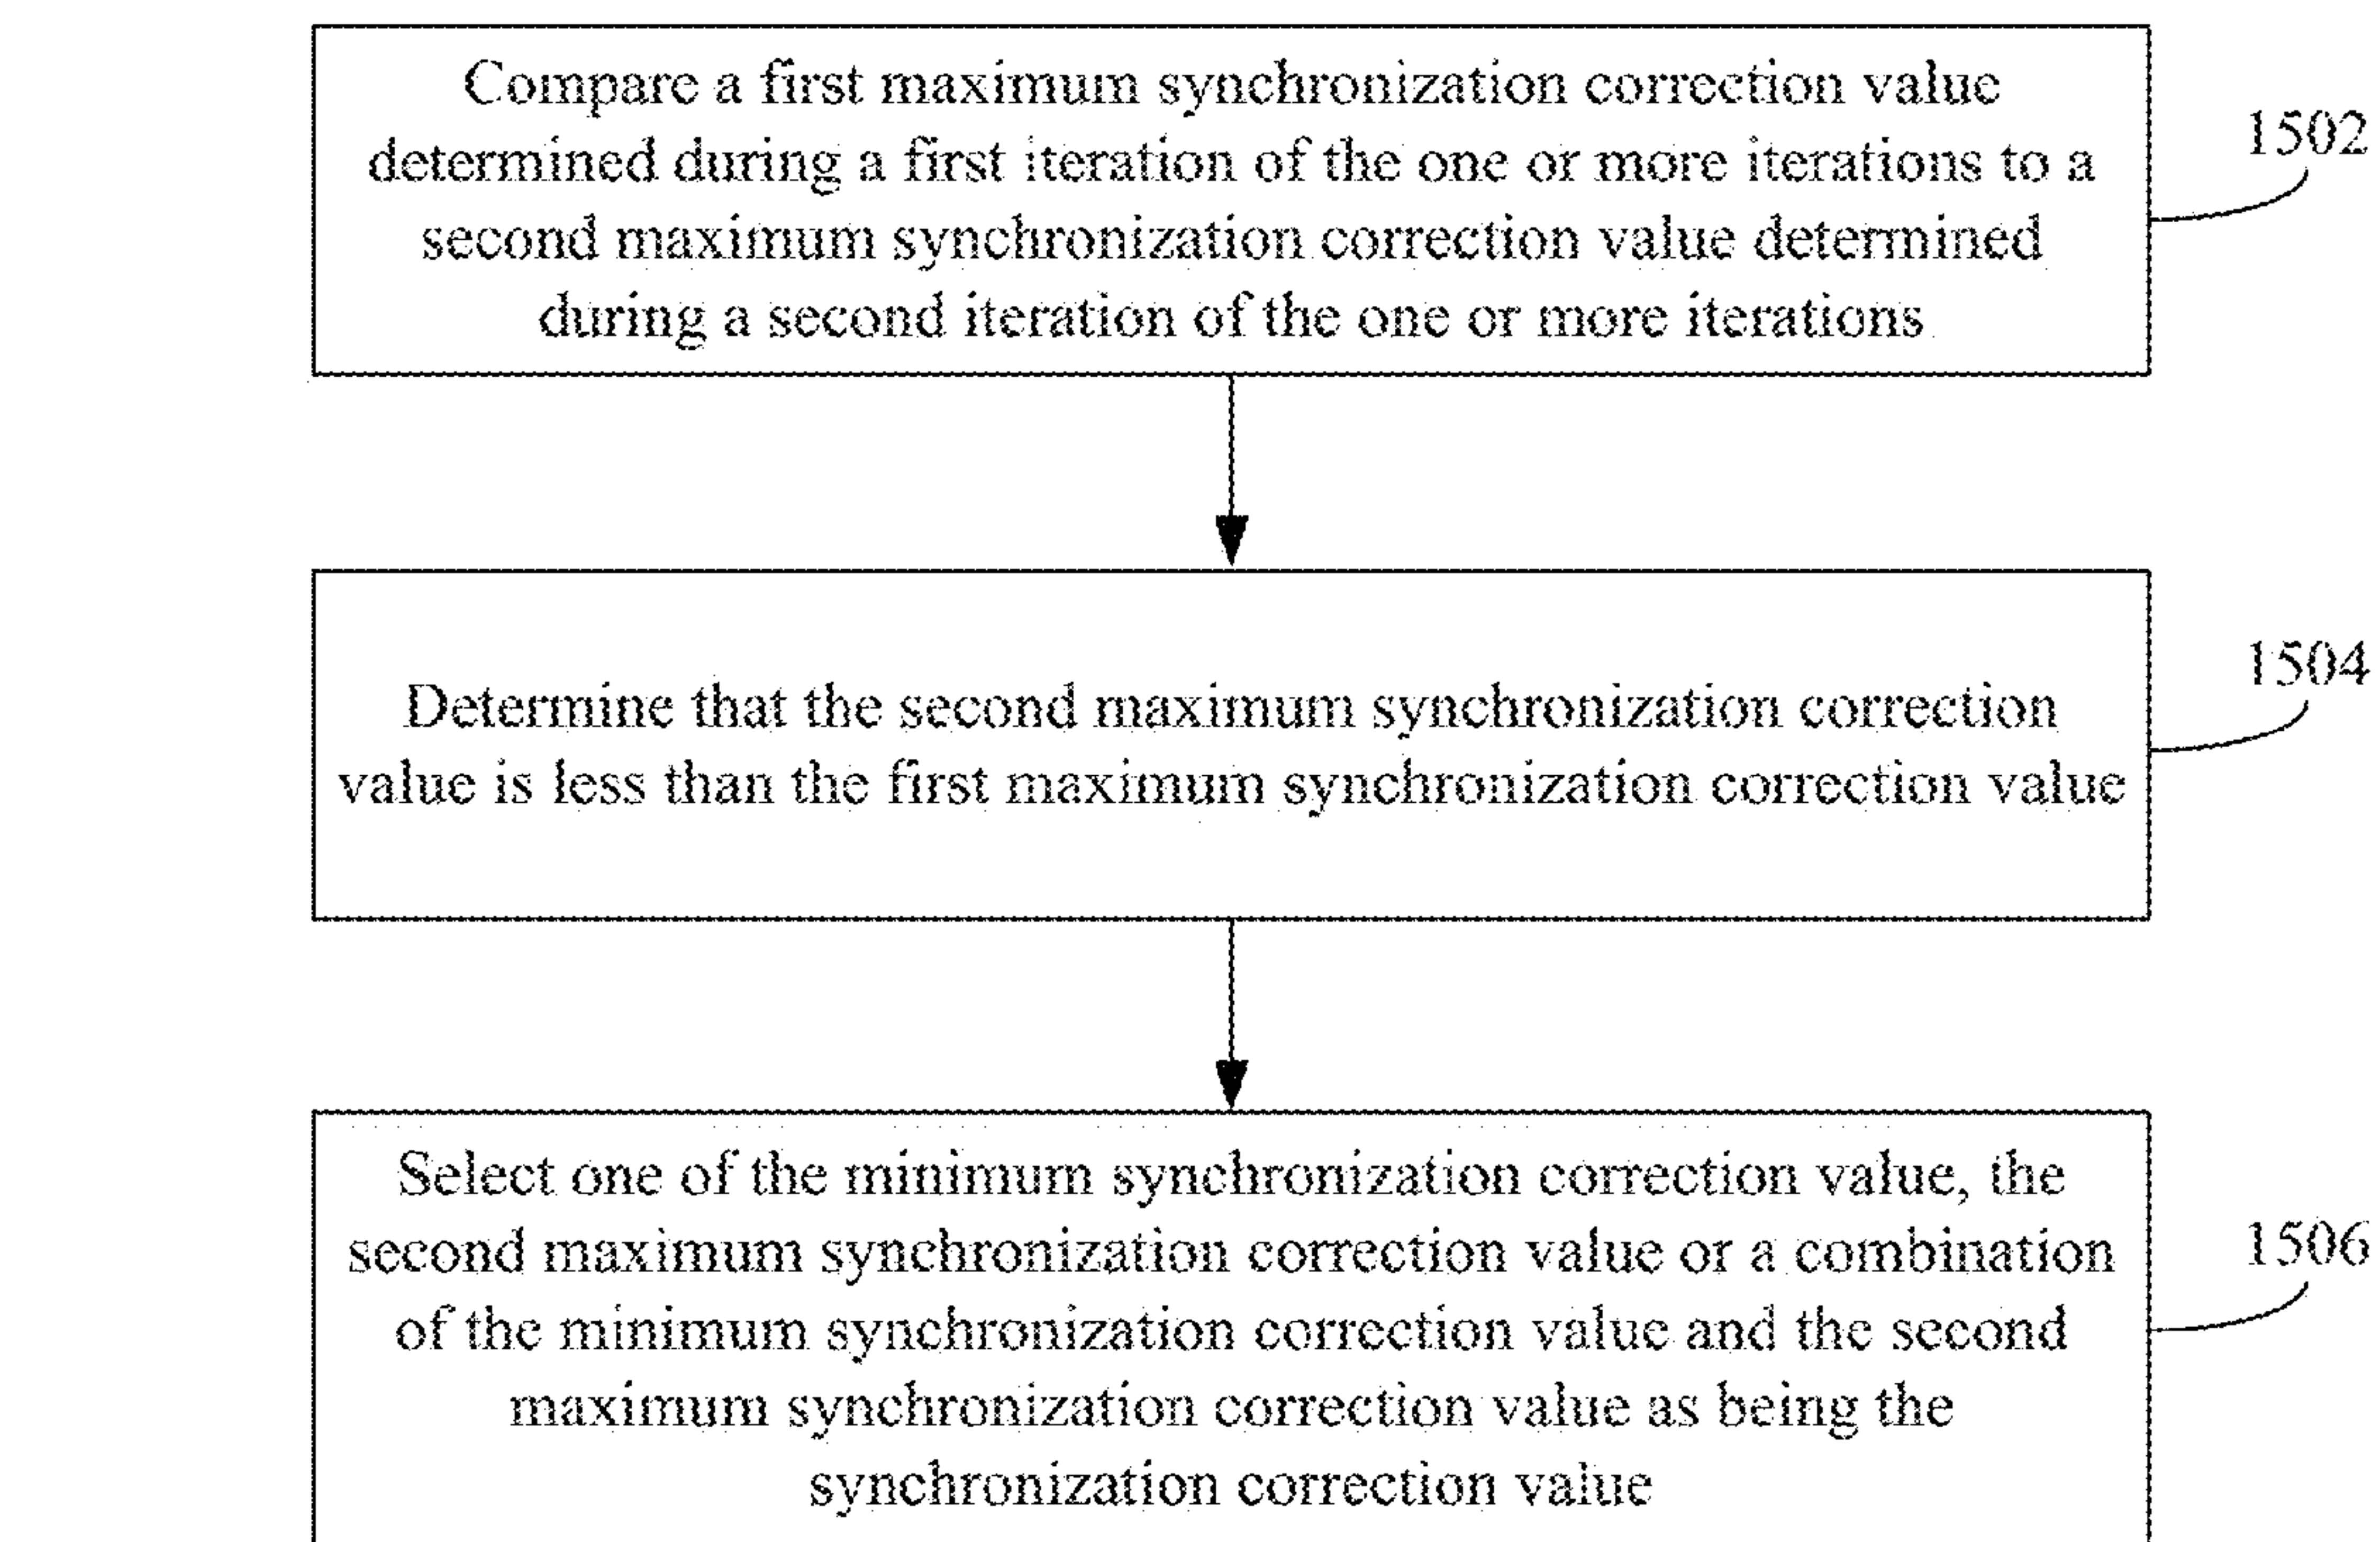 Compare a first maximum synchronization correction value
determined during a first iteration of the one or more iterations to a
second maximum synchronization correction value determined
during a second iteration of the one or more iterations
1502
Determine that the second maximum synchronization correction
value is less than the first maximum synchronization correction value
1504
Select one of the minimum synchronization correction value, the
second maximum synchronization correction value or a combination
of the minimum synchronization correction value and the second
maximum synchronization correction value as being the
synchronization correction value
1506